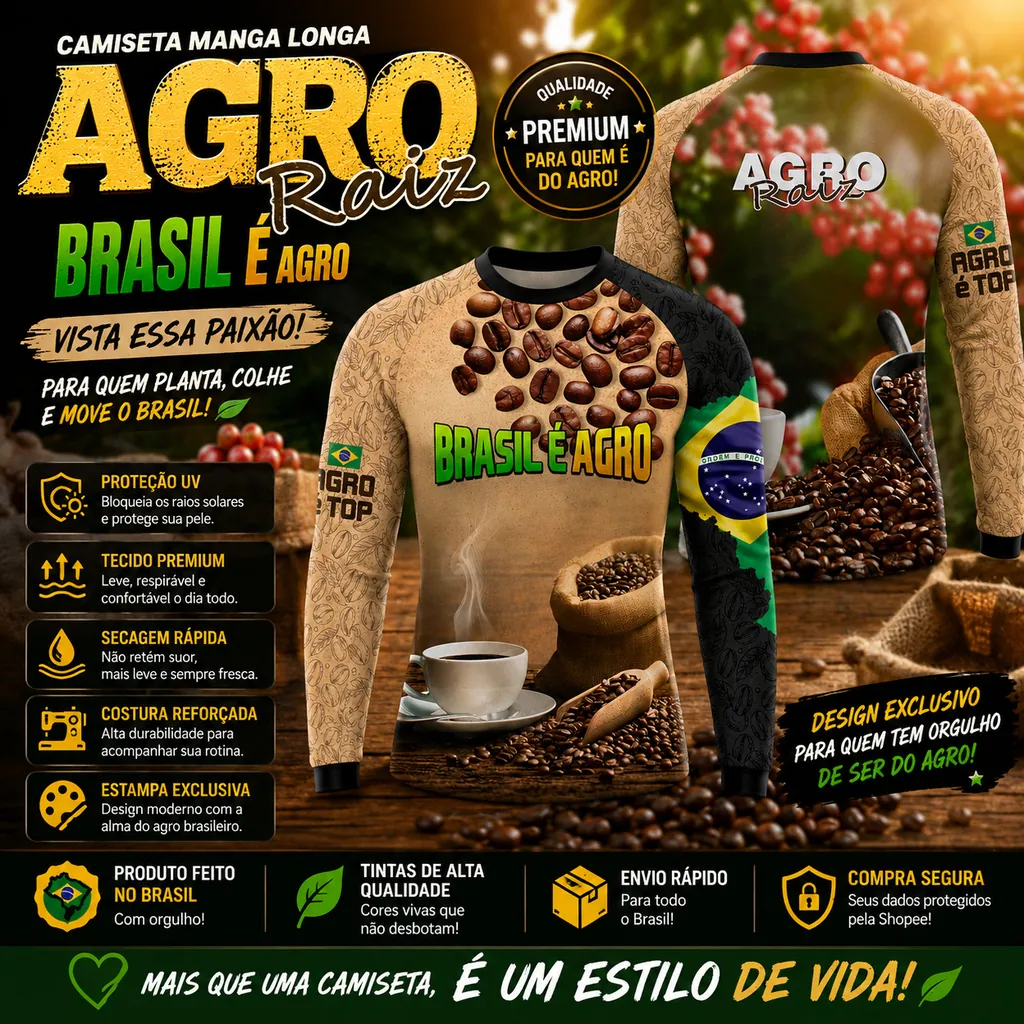 CAMISETA MANGA LONGA
AGRO
Raiz
BRASIL É AGRO
VISTA ESSA PAIXÃO!
PARA QUEM PLANTA, COLHE
E MOVE O BRASIL!
QUALIDADE
PREMIUM
PARA QUEM É
DO AGRO!
AGRO
Raiz
AGRO
é TOP
BRASIL É AGRO
ORDEM E PRO
AGRO
é TOP
PROTEÇÃO UV
Bloqueia os raios solares
e protege sua pele.
TECIDO PREMIUM
Leve, respirável e
confortável o dia todo.
SECAGEM RÁPIDA
Não retém suor,
mais leve e sempre fresca.
COSTURA REFORÇADA
Alta durabilidade para
acompanhar sua rotina.
ESTAMPA EXCLUSIVA
Design moderno com a
alma do agro brasileiro.
DESIGN EXCLUSIVO
PARA QUEM TEM ORGULHO
DE SER DO AGRO!
PRODUTO FEITO
NO BRASIL
Com orgulho!
TINTAS DE ALTA
QUALIDADE
Cores vivas que
não desbotam!
ENVIO RÁPIDO
Para todo
o Brasil!
COMPRA SEGURA
Seus dados protegidos
pela Shopee!
MAIS QUE UMA CAMISETA, É UM ESTILO DE VIDA!